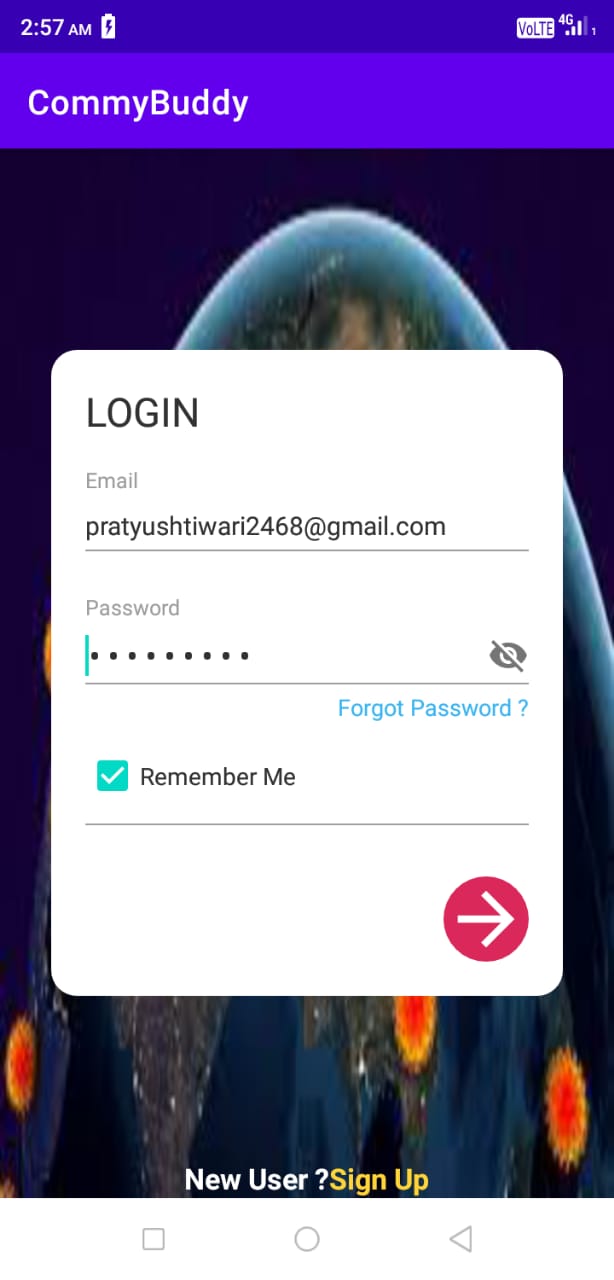 2:57 AM VoLTE 4G 1
CommyBuddy
LOGIN
Email
pratyushtiwari2468@gmail.com
Password
•••••••••
Forgot Password ?
Remember Me
New User ?Sign Up